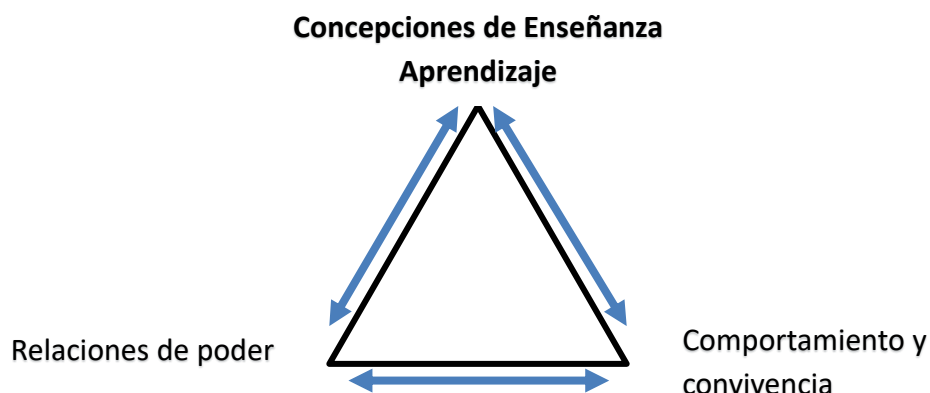 Concepciones de Enseñanza
Aprendizaje
Relaciones de poder
Comportamiento y
convivencia